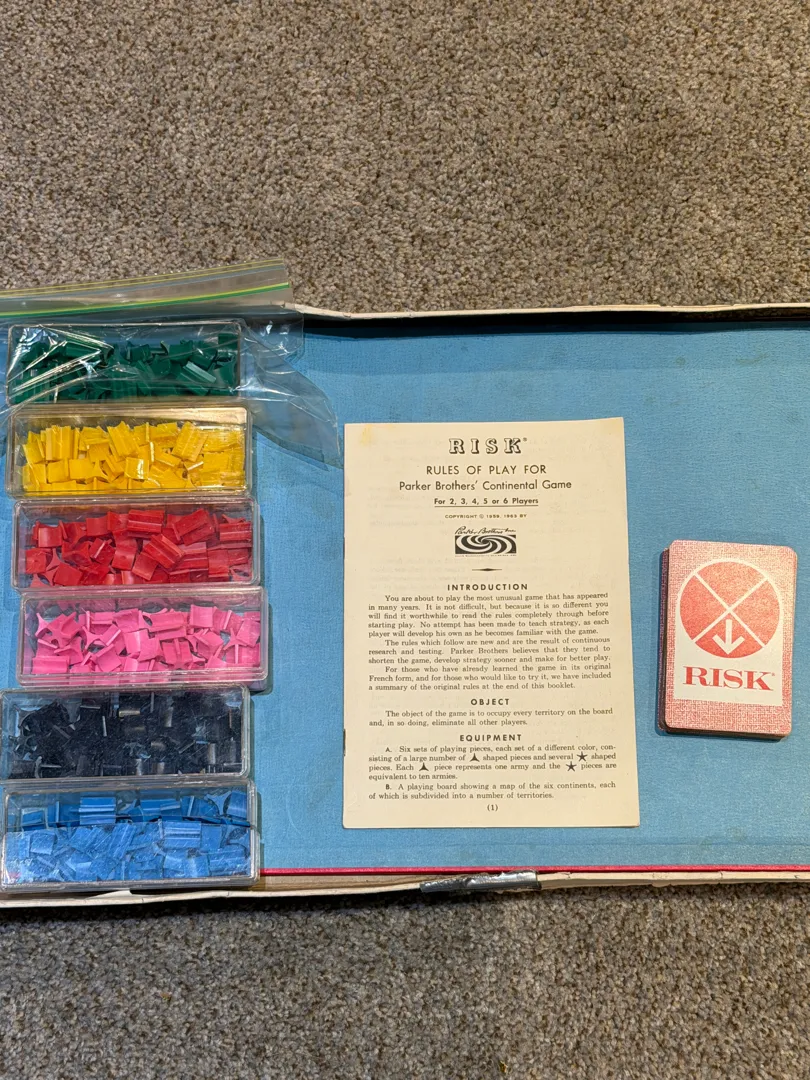 RISK®
RULES OF PLAY FOR
Parker Brothers' Continental Game
For 2, 3, 4, 5 or 6 Players
COPYRIGHT © 1959, 1963 BY
Parker Brothers Inc.
INTRODUCTION
You are about to play the most unusual game that has appeared
in many years. It is not difficult, but because it is so different you
will find it worthwhile to read the rules completely through before
starting play. No attempt has been made to teach strategy, as each
player will develop his own as he becomes familiar with the game.
The rules which follow are new and are the result of continuous
research and testing. Parker Brothers believes that they tend to
shorten the game, develop strategy sooner and make for better play.
For those who have already learned the game in its original
French form, and for those who would like to try it, we have included
a summary of the original rules at the end of this booklet.
OBJECT
The object of the game is to occupy every territory on the board
and, in so doing, eliminate all other players.
EQUIPMENT
A. Six sets of playing pieces, each set of a different color, con-
sisting of a large number of shaped pieces and several shaped
pieces. Each piece represents one army and the pieces are
equivalent to ten armies.
B. A playing board showing a map of the six continents, each
of which is subdivided into a number of territories.
(1)
RISK®